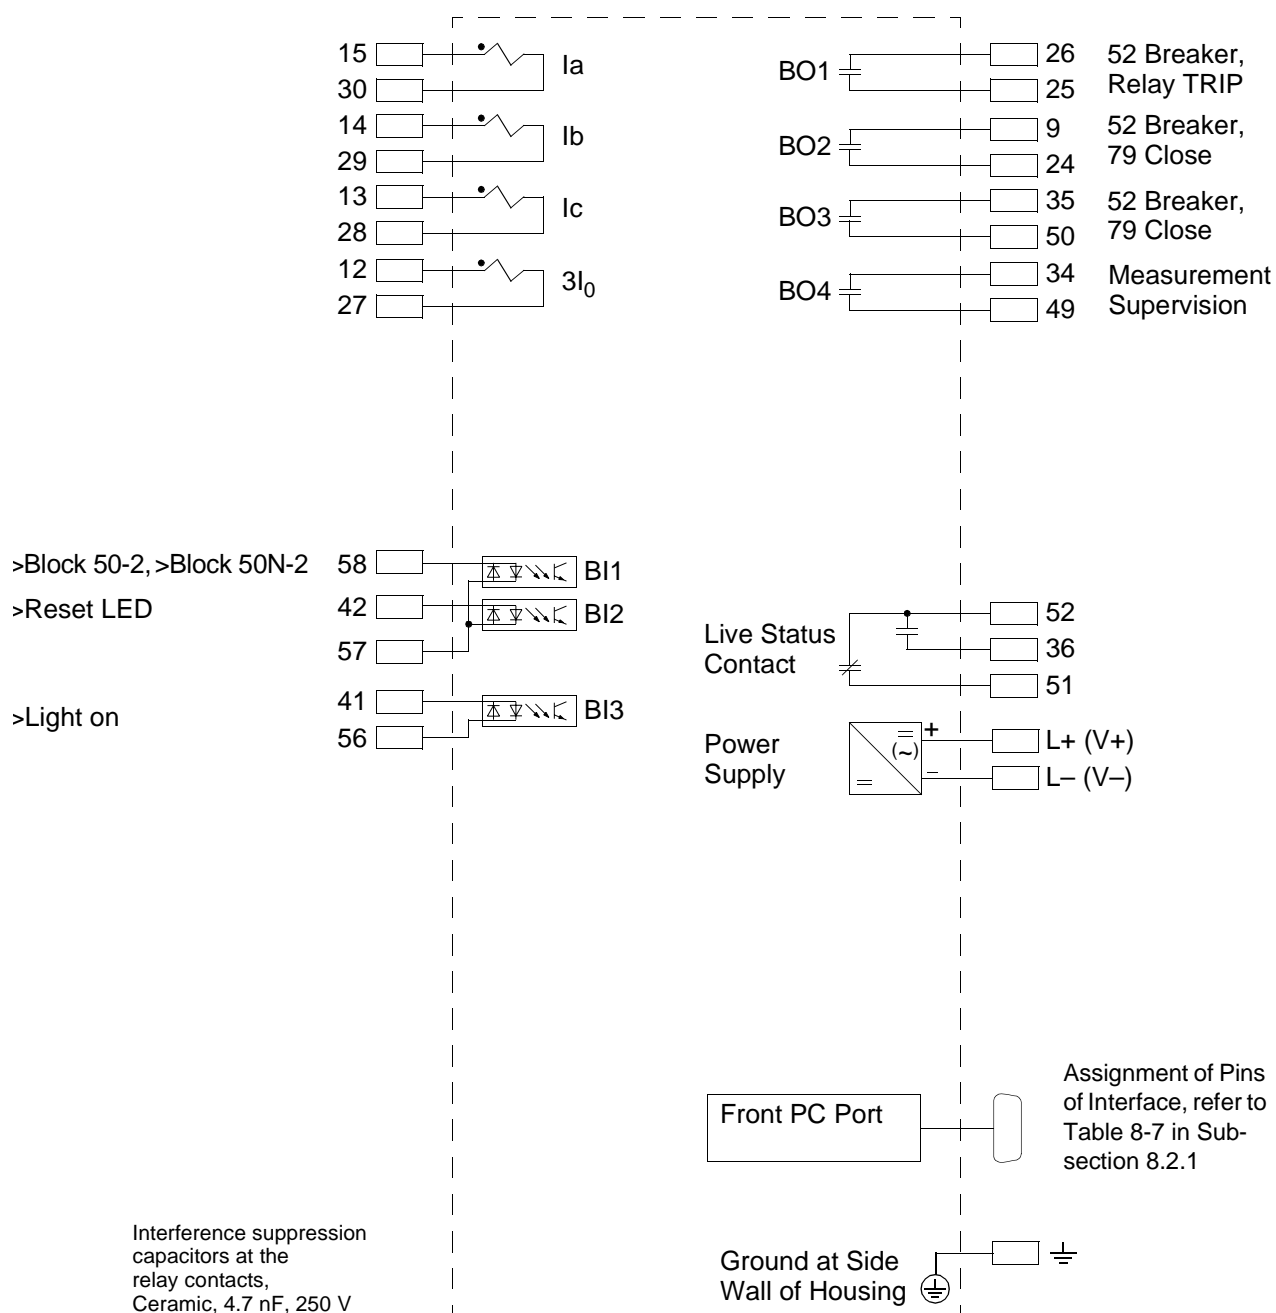 15
30
Ia
14
29
Ib
13
28
Ic
12
27
3I0
BO1
26
25
52 Breaker,
Relay TRIP
BO2
9
24
52 Breaker,
79 Close
BO3
35
50
52 Breaker,
79 Close
BO4
34
49
Measurement
Supervision
>Block 50-2, >Block 50N-2
58
BI1
>Reset LED
42
BI2
57
>Light on
41
56
BI3
Live Status
Contact
52
36
51
Power
Supply
(~)
+
–
L+ (V+)
L– (V–)
Front PC Port
Assignment of Pins
of Interface, refer to
Table 8-7 in Sub-
section 8.2.1
Interference suppression
capacitors at the
relay contacts,
Ceramic, 4.7 nF, 250 V
Ground at Side
Wall of Housing